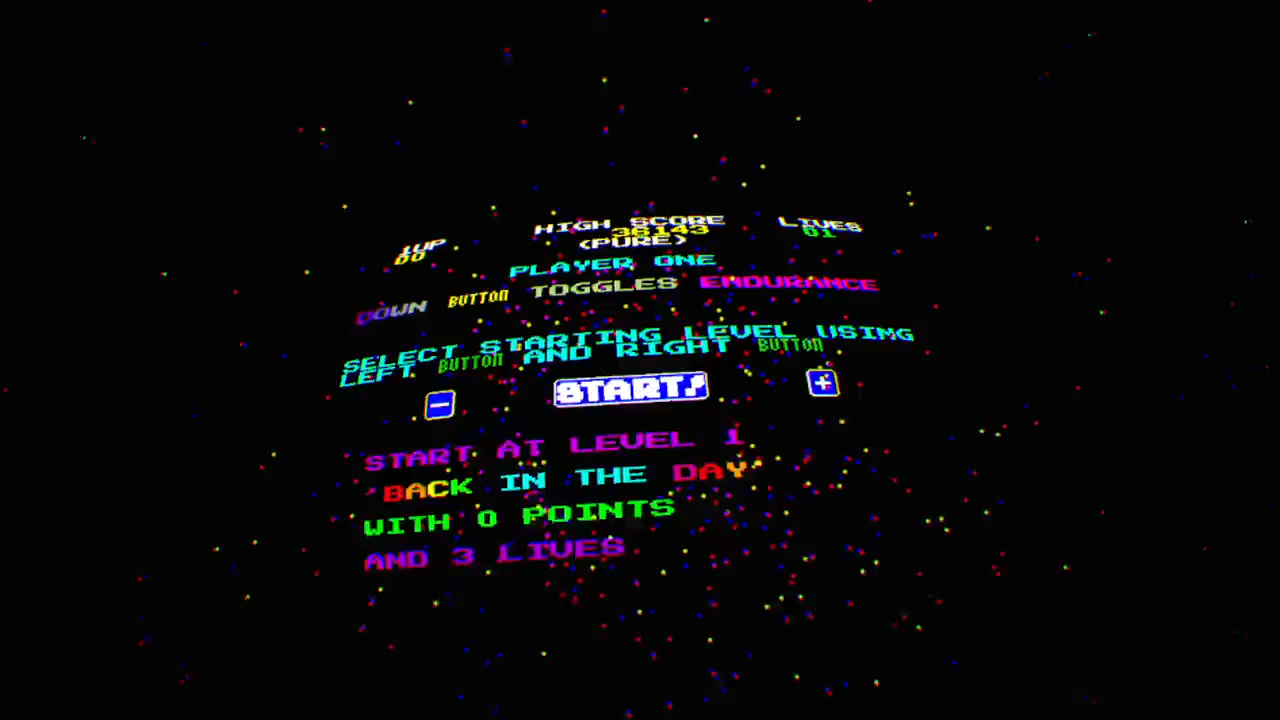 1UP HIGH SCORE LIVES
00 38143 01
(PURE)
PLAYER ONE
DOWN BUTTON TOGGLES ENDURANCE
SELECT STARTING LEVEL USING
LEFT BUTTON AND RIGHT BUTTON
- START +
START AT LEVEL 1
BACK IN THE DAY
WITH 0 POINTS
AND 3 LIVES